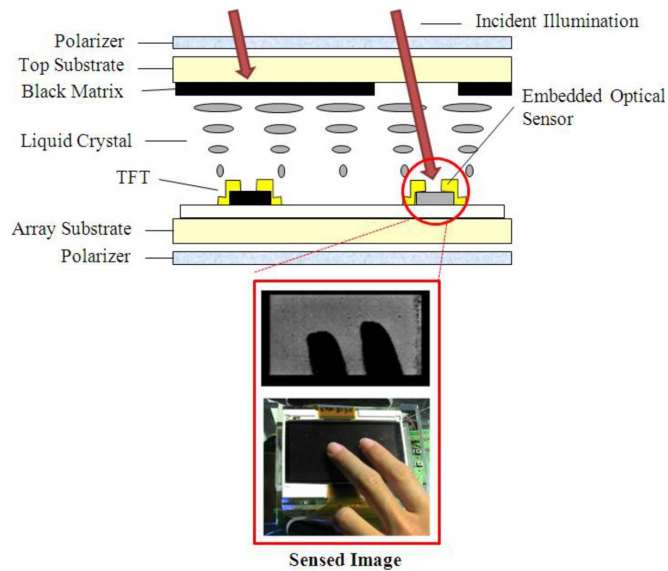 Incident Illumination
Polarizer
Top Substrate
Black Matrix
Embedded Optical
Sensor
Liquid Crystal
TFT
Array Substrate
Polarizer
Sensed Image